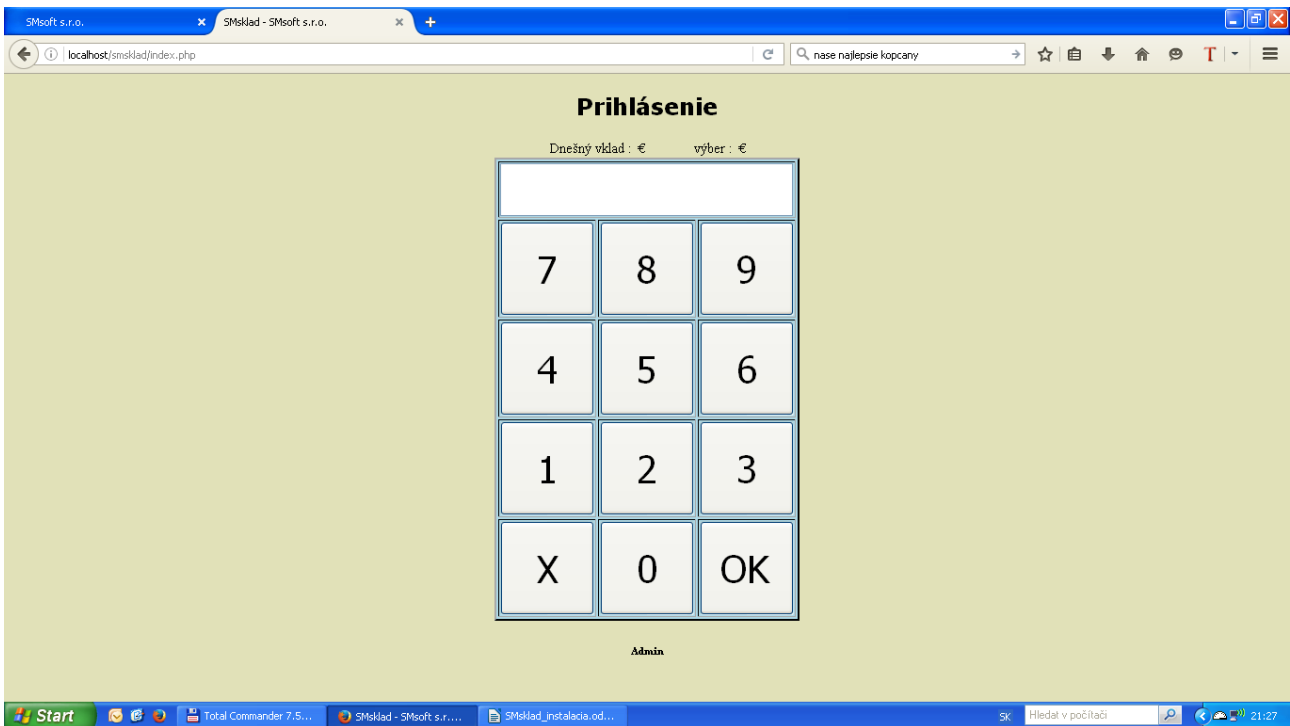 SMsoft s.r.o.
SMsklad - SMsoft s.r.o.
localhost/smsklad/index.php
nase najlepsie kopcany
Prihlásenie
Dnešný vklad : € výber : €
7 8 9
4 5 6
1 2 3
X 0 OK
Admin
Start
Total Commander 7.5...
SMsklad - SMsoft s.r....
SMsklad_instalacia.od...
SK
Hledat v počítači
21:27